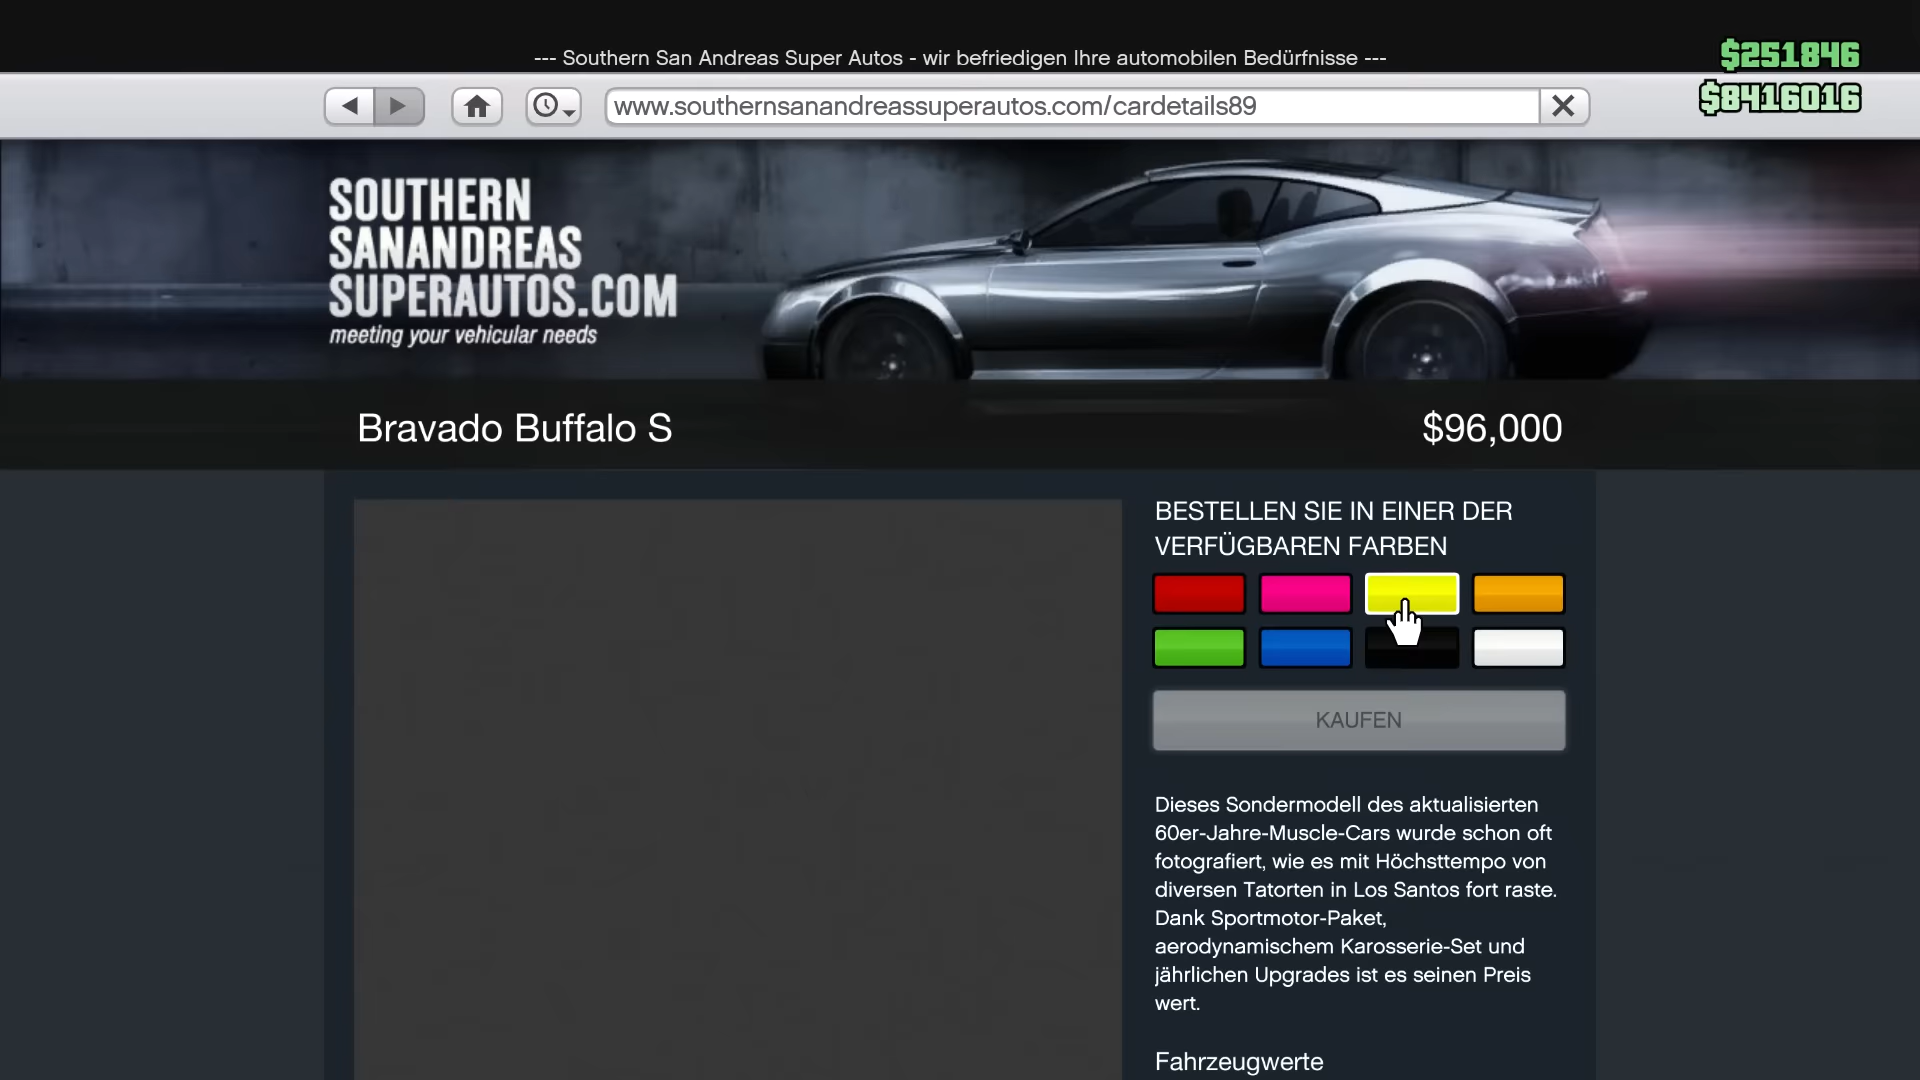 --- Southern San Andreas Super Autos - wir befriedigen Ihre automobilen Bedürfnisse ---
$251846
$8416016
www.southernsanandreassuperautos.com/cardetails89
SOUTHERN
SANANDREAS
SUPERAUTOS.COM
meeting your vehicular needs
Bravado Buffalo S
$96,000
BESTELLEN SIE IN EINER DER
VERFÜGBAREN FARBEN
KAUFEN
Dieses Sondermodell des aktualisierten
60er-Jahre-Muscle-Cars wurde schon oft
fotografiert, wie es mit Höchsttempo von
diversen Tatorten in Los Santos fort raste.
Dank Sportmotor-Paket,
aerodynamischem Karosserie-Set und
jährlichen Upgrades ist es seinen Preis
wert.
Fahrzeugwerte